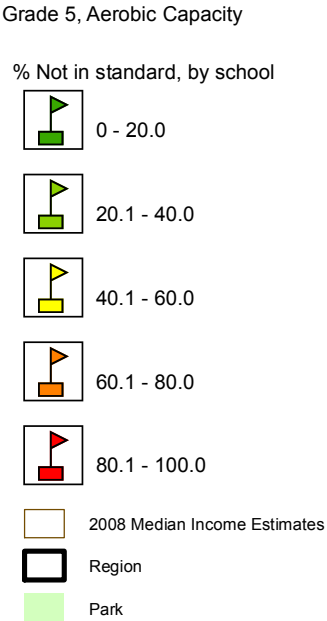 Grade 5, Aerobic Capacity
% Not in standard, by school
0 - 20.0
20.1 - 40.0
40.1 - 60.0
60.1 - 80.0
80.1 - 100.0
2008 Median Income Estimates
Region
Park